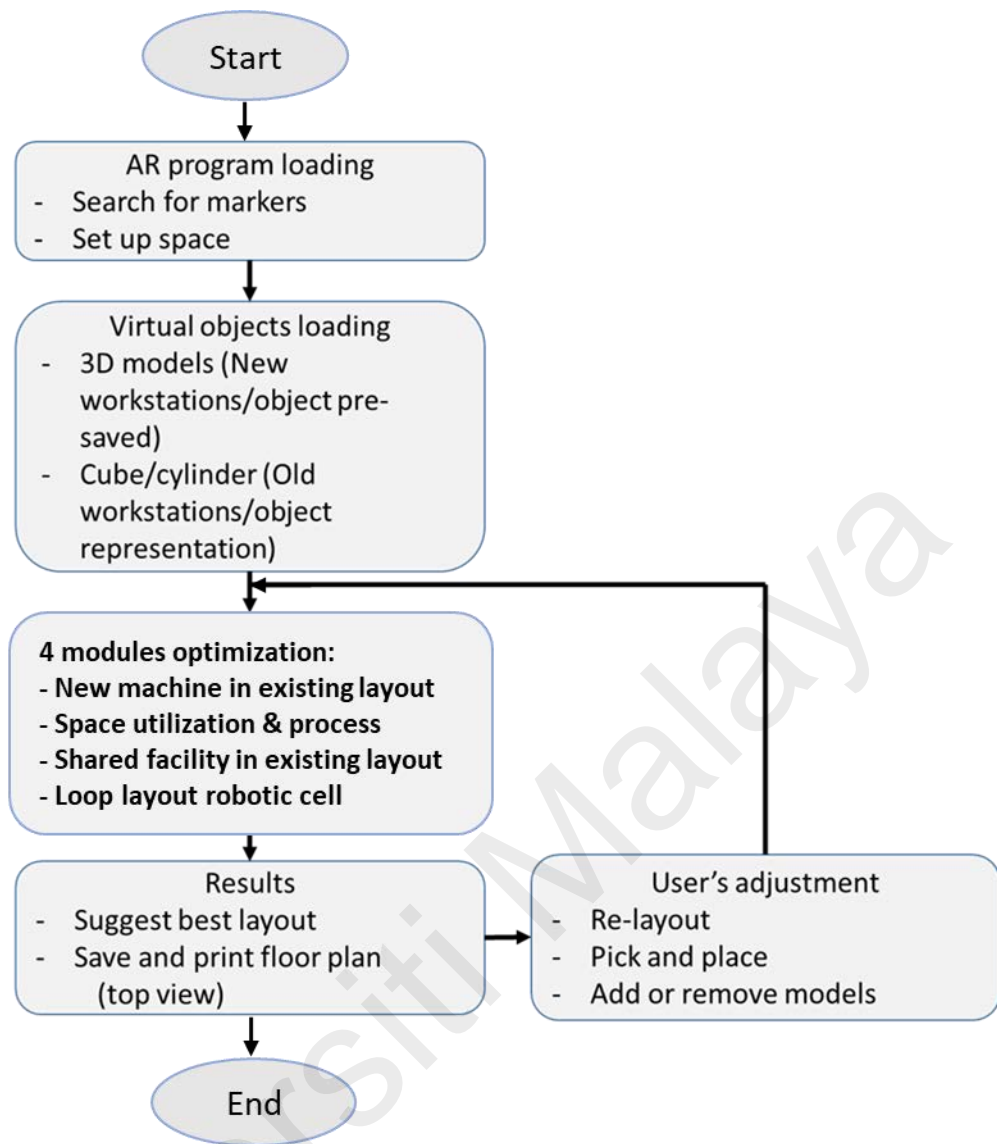 Start
AR program loading
- Search for markers
- Set up space
Virtual objects loading
- 3D models (New
workstations/object pre-
saved)
- Cube/cylinder (Old
workstations/object
representation)
4 modules optimization:
- New machine in existing layout
- Space utilization & process
- Shared facility in existing layout
- Loop layout robotic cell
Results
- Suggest best layout
- Save and print floor plan
(top view)
User's adjustment
- Re-layout
- Pick and place
- Add or remove models
End
ersiti Malaya